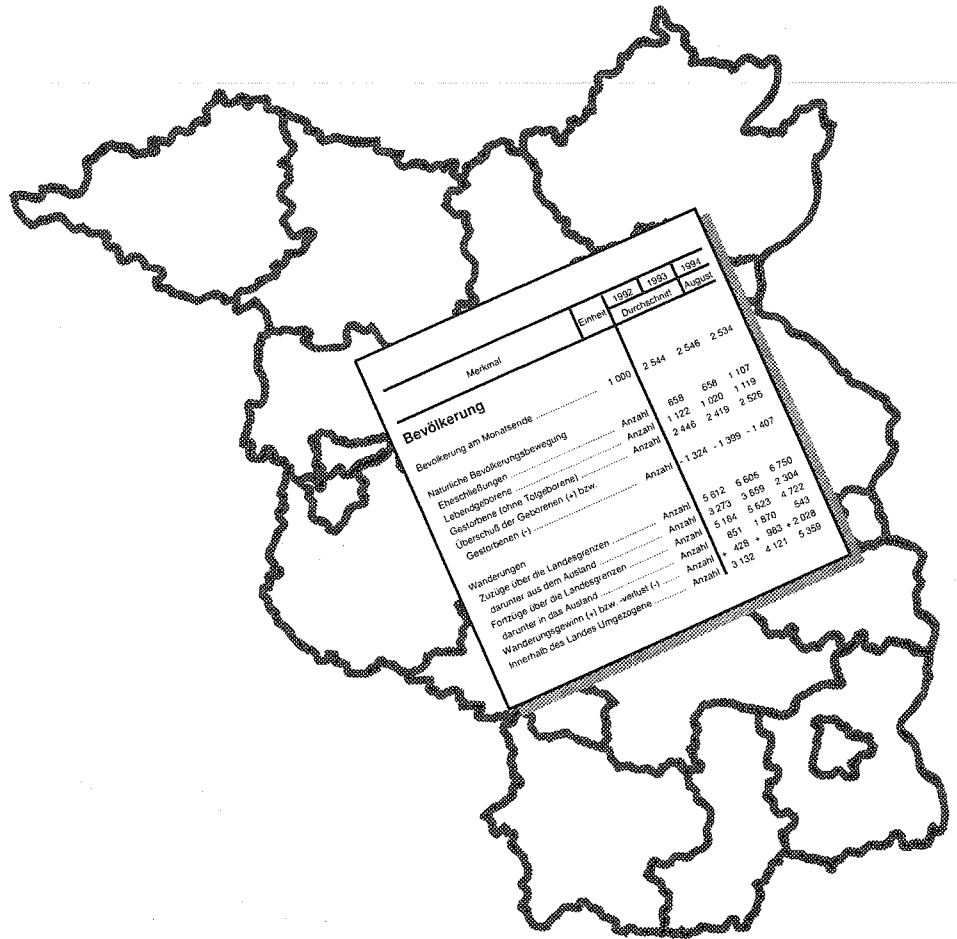 Merkmal Einheit 1992 1993 1994
Durchschnitt August
Bevölkerung
Bevölkerung am Monatsende .............. 1 000 2 544 2 546 2 534
Natürliche Bevölkerungsbewegung
Eheschließungen .............. Anzahl 658 658 1 107
Lebendgeborene .............. Anzahl 1 122 1 020 1 119
Gestorbene (ohne Totgeborene) .............. Anzahl 2 446 2 419 2 526
Überschuß der Geborenen (+) bzw.
Gestorbenen (-) .............. Anzahl - 1 324 - 1 399 - 1 407
Wanderungen
Zuzüge über die Landesgrenzen .............. Anzahl 5 612 6 606 6 750
darunter aus dem Ausland .............. Anzahl 3 273 3 659 2 304
Fortzüge über die Landesgrenzen .............. Anzahl 5 184 5 623 4 722
darunter in das Ausland .............. Anzahl 851 1 870 543
Wanderungsgewinn (+) bzw. -verlust (-) ...... Anzahl + 428 + 983 + 2 028
Innerhalb des Landes Umgezogene .............. Anzahl 3 132 4 121 5 359